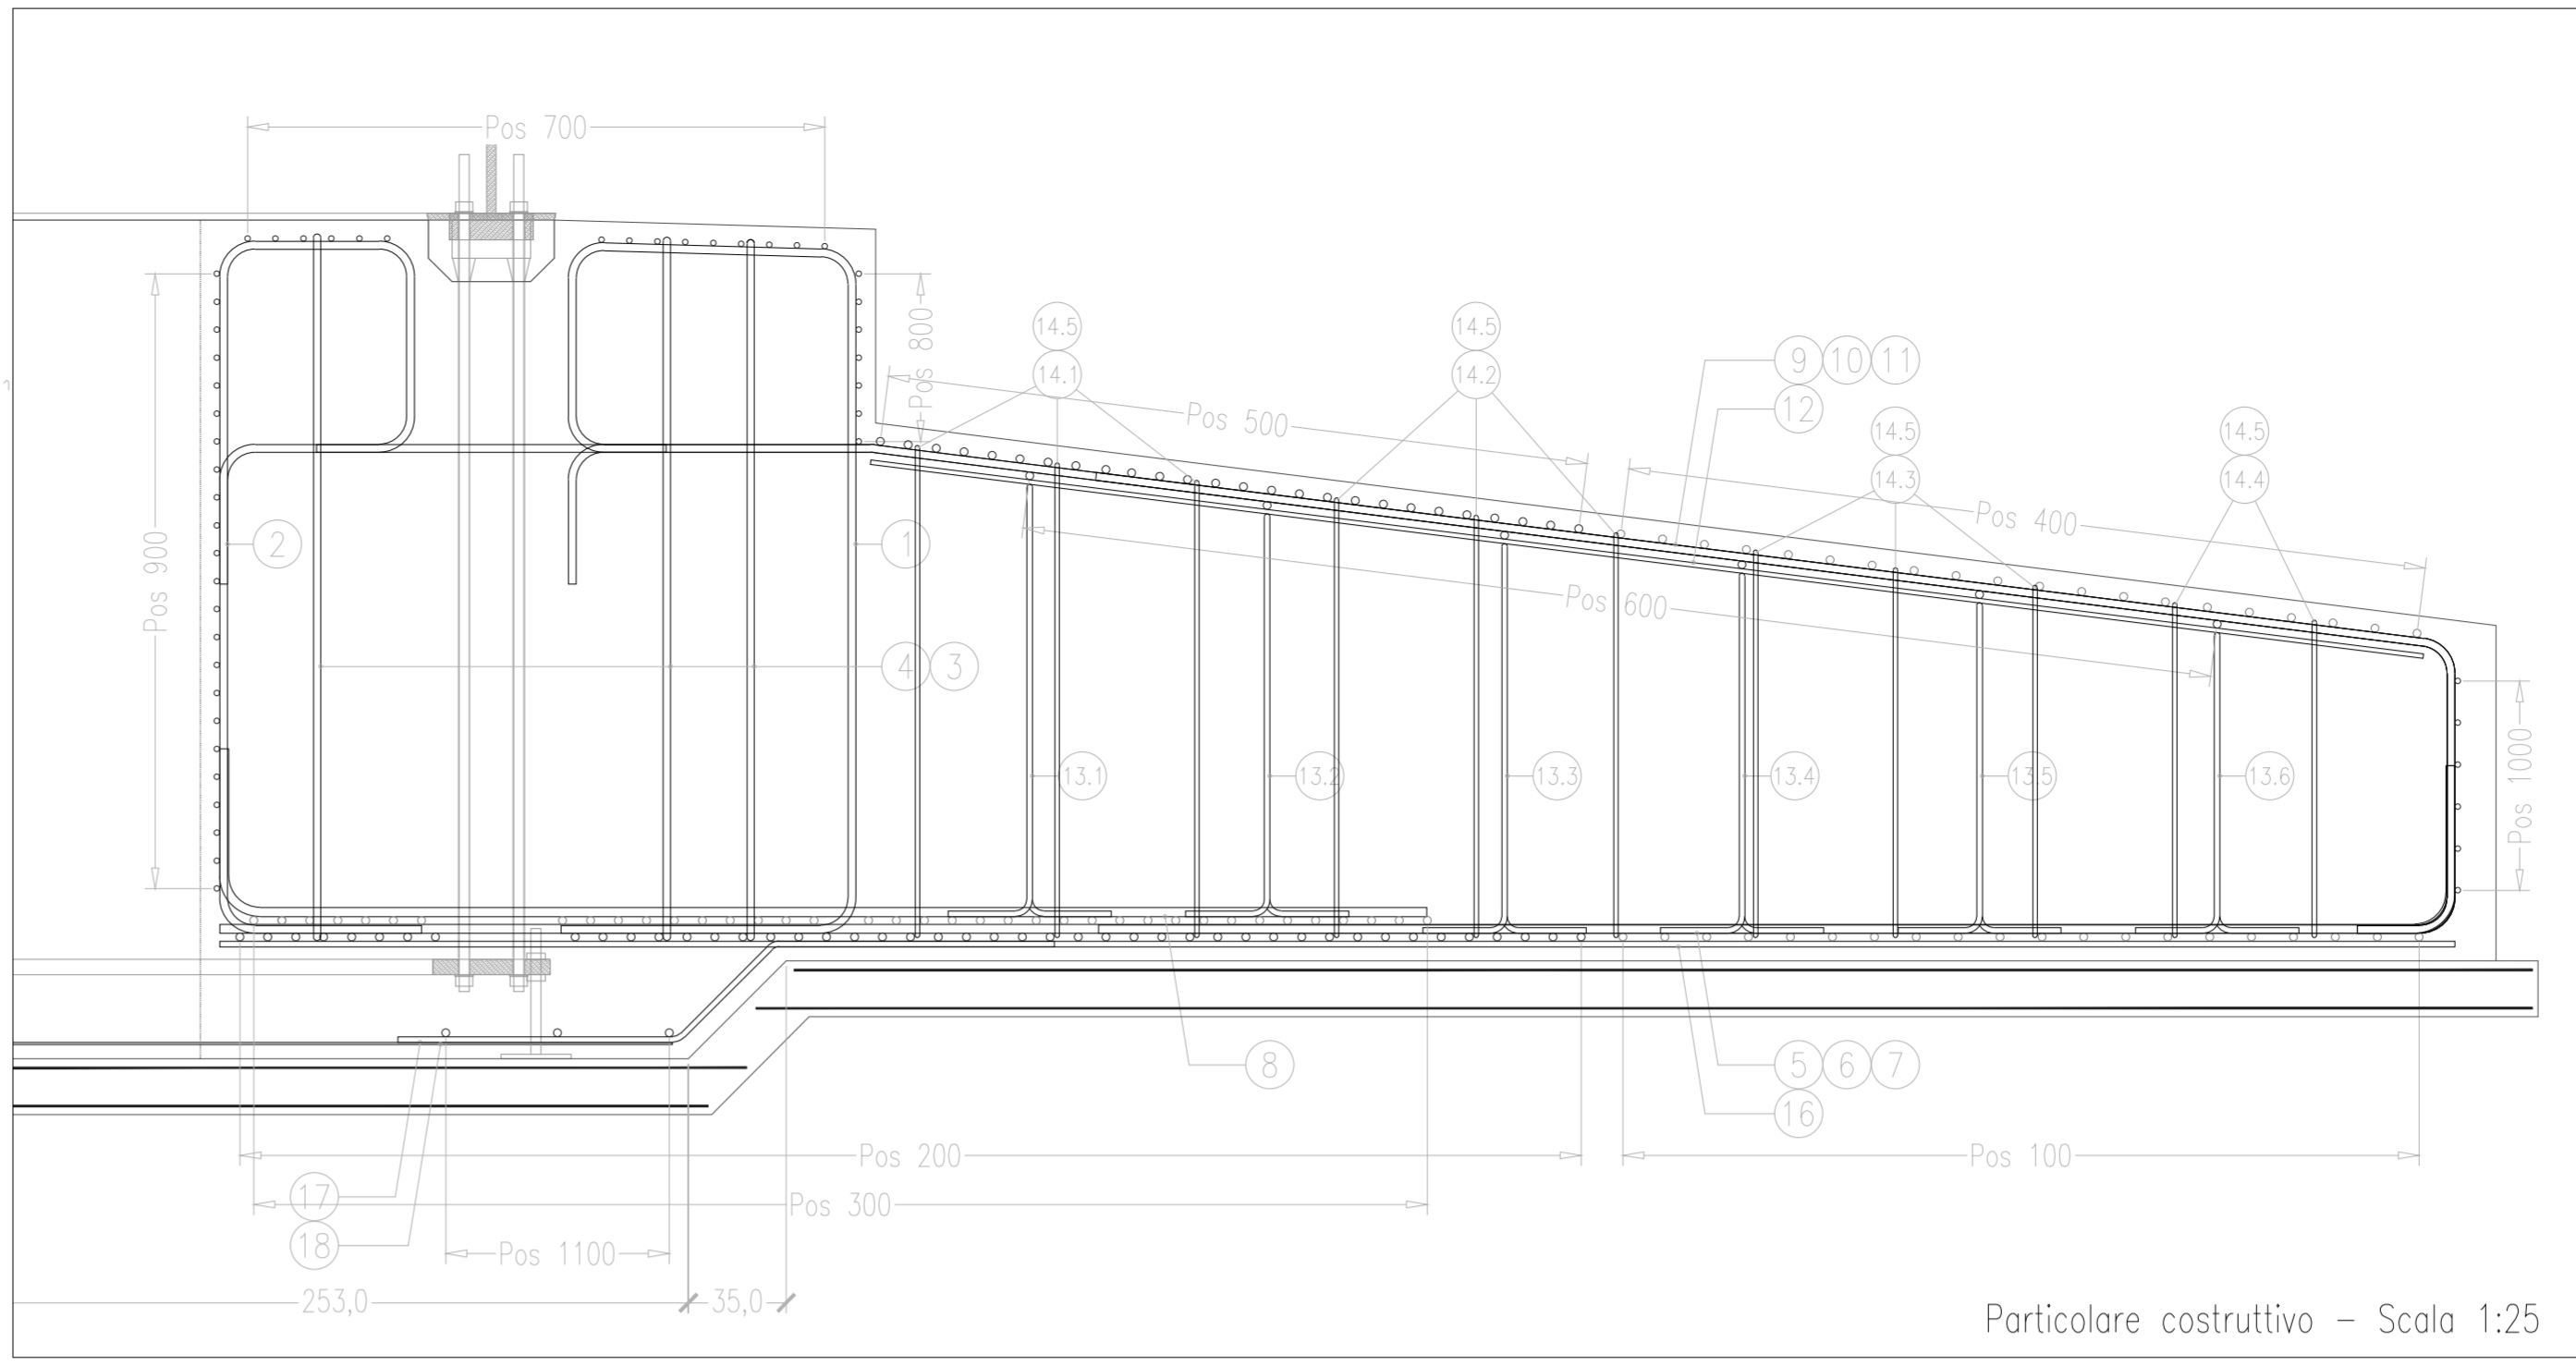 Pos 700
14.5
14.5
Pos 800
9 10 11
14.1
14.2
Pos 500
12
14.5
14.5
14.3
14.4
Pos 400
2
1
Pos 900
Pos 600
4 3
13.1
13.2
13.3
13.4
13.5
13.6
Pos 1000
8
5 6 7
16
Pos 200
Pos 100
17
Pos 300
18
Pos 1100
253,0
35,0
Particolare costruttivo – Scala 1:25